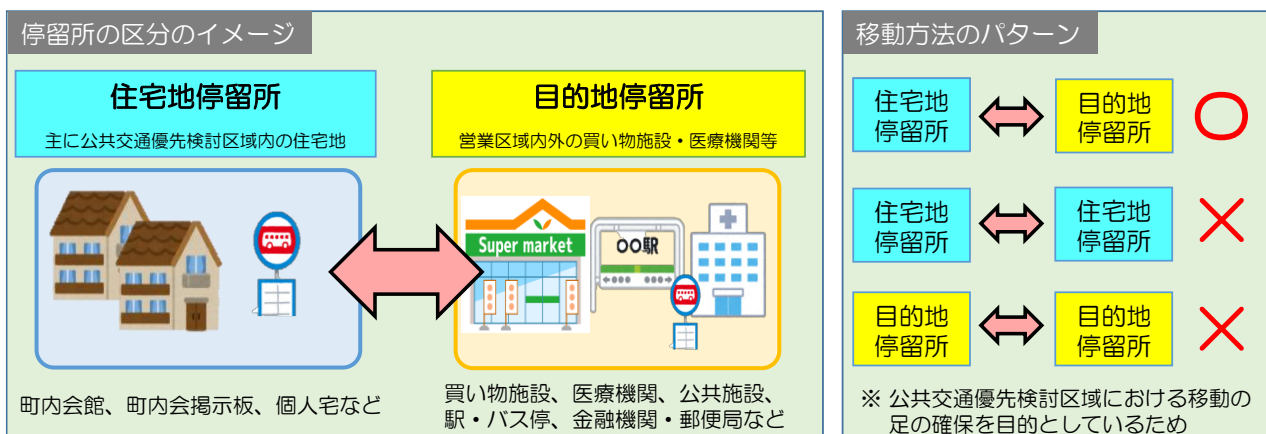 停留所の区分のイメージ
住宅地停留所
主に公共交通優先検討区域内の住宅地
目的地停留所
営業区域内外の買い物施設・医療機関等
Super market
〇〇駅
町内会館、町内会掲示板、個人宅など
買い物施設、医療機関、公共施設、
駅・バス停、金融機関・郵便局など
移動方法のパターン
住宅地
停留所
目的地
停留所
〇
住宅地
停留所
住宅地
停留所
×
目的地
停留所
目的地
停留所
×
※ 公共交通優先検討区域における移動の
足の確保を目的としているため